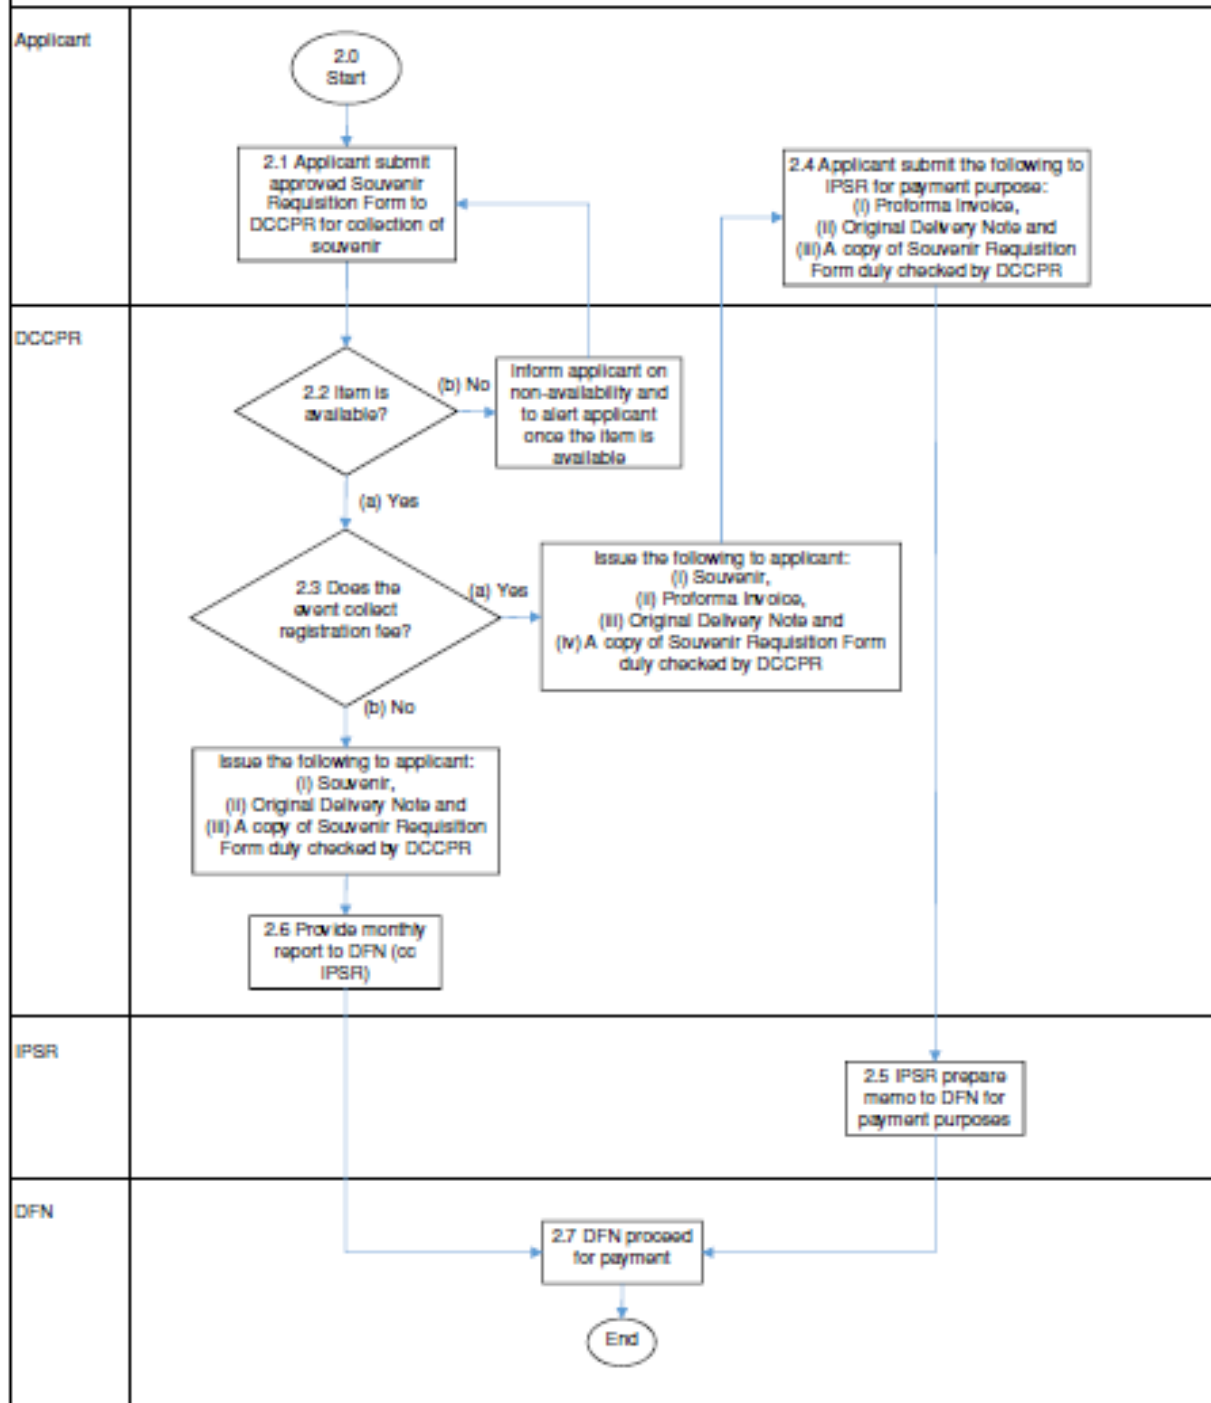 Applicant
2.0
Start
2.1 Applicant submit
approved Souvenir
Requisition Form to
DCCPR for collection of
souvenir
2.4 Applicant submit the following to
IPSR for payment purpose:
(i) Proforma Invoice,
(ii) Original Delivery Note and
(iii) A copy of Souvenir Requisition
Form duly checked by DCCPR
DCCPR
2.2 Item is
available?
(b) No
Inform applicant on
non-availability and
to alert applicant
once the item is
available
(a) Yes
2.3 Does the
event collect
registration fee?
(a) Yes
Issue the following to applicant:
(i) Souvenir,
(ii) Proforma Invoice,
(iii) Original Delivery Note and
(iv) A copy of Souvenir Requisition Form
duly checked by DCCPR
(b) No
Issue the following to applicant:
(i) Souvenir,
(ii) Original Delivery Note and
(iii) A copy of Souvenir Requisition
Form duly checked by DCCPR
2.6 Provide monthly
report to DFN (cc
IPSR)
IPSR
2.5 IPSR prepare
memo to DFN for
payment purposes
DFN
2.7 DFN proceed
for payment
End